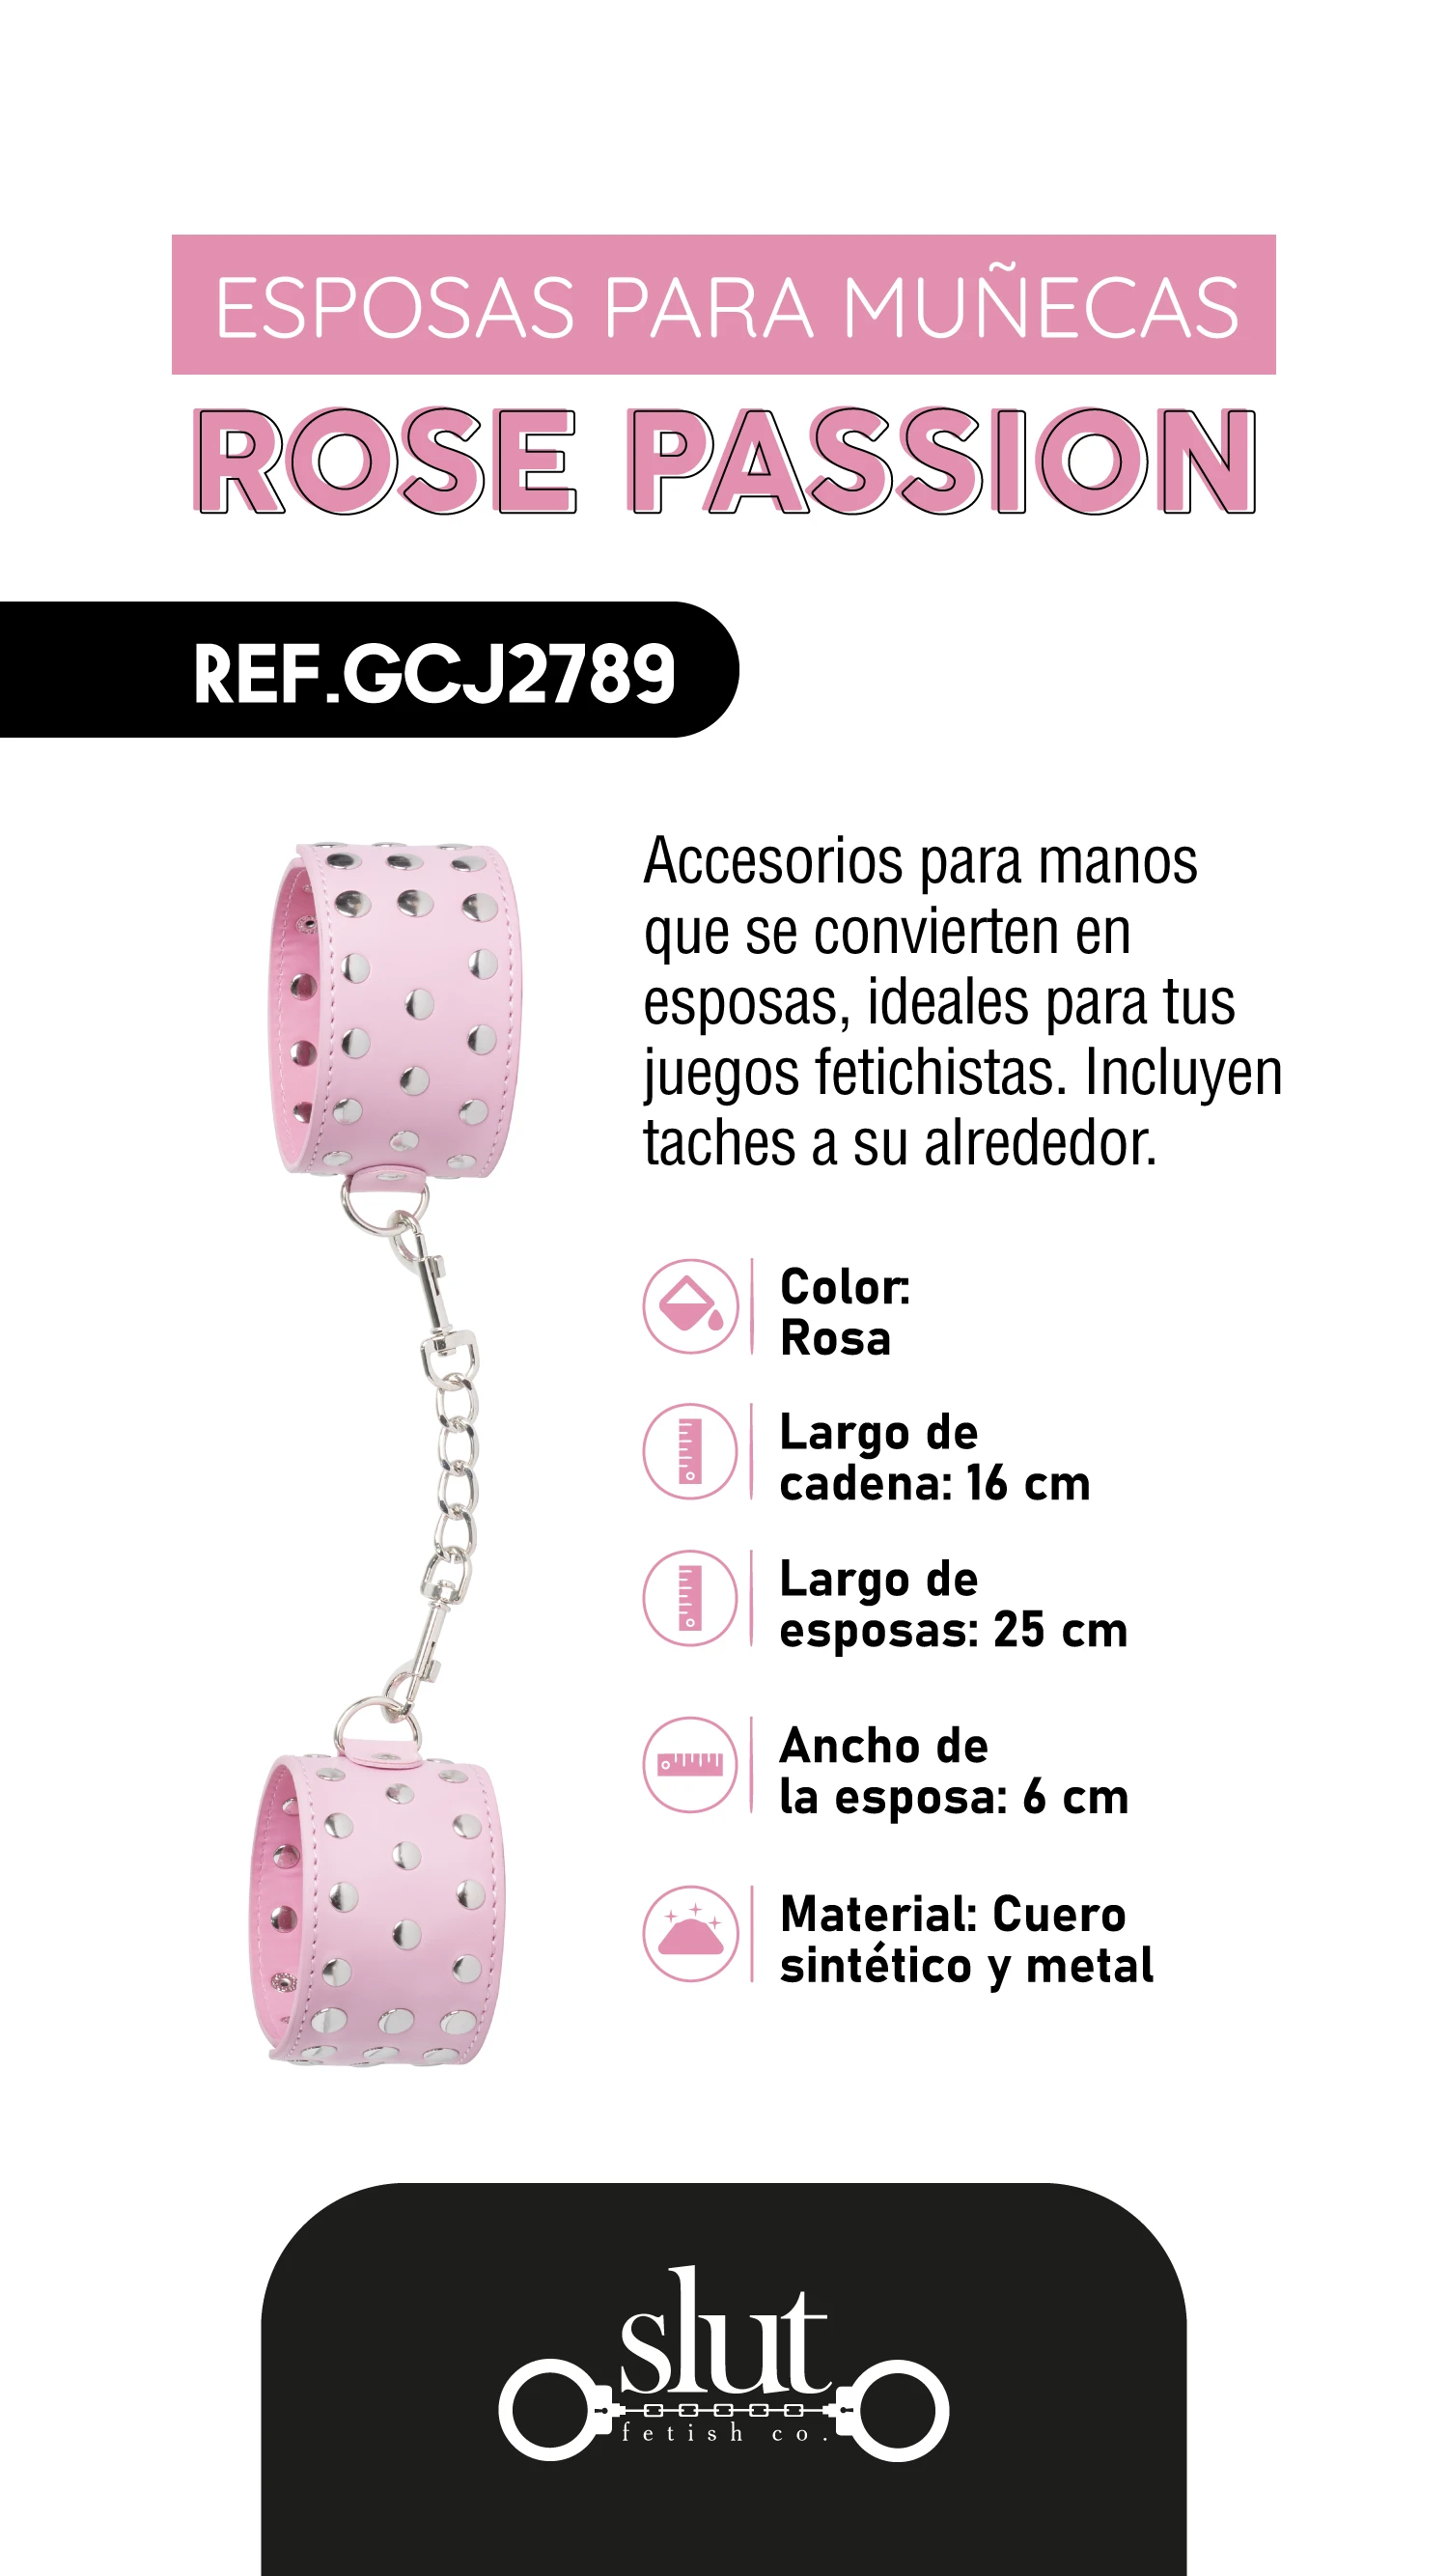 ESPOSAS PARA MUÑECAS
ROSE PASSION
REF.GCJ2789
Accesorios para manos
que se convierten en
esposas, ideales para tus
juegos fetichistas. Incluyen
taches a su alrededor.
Color:
Rosa
Largo de
cadena: 16 cm
Largo de
esposas: 25 cm
Ancho de
la esposa: 6 cm
Material: Cuero
sintético y metal
slut
fetish co.